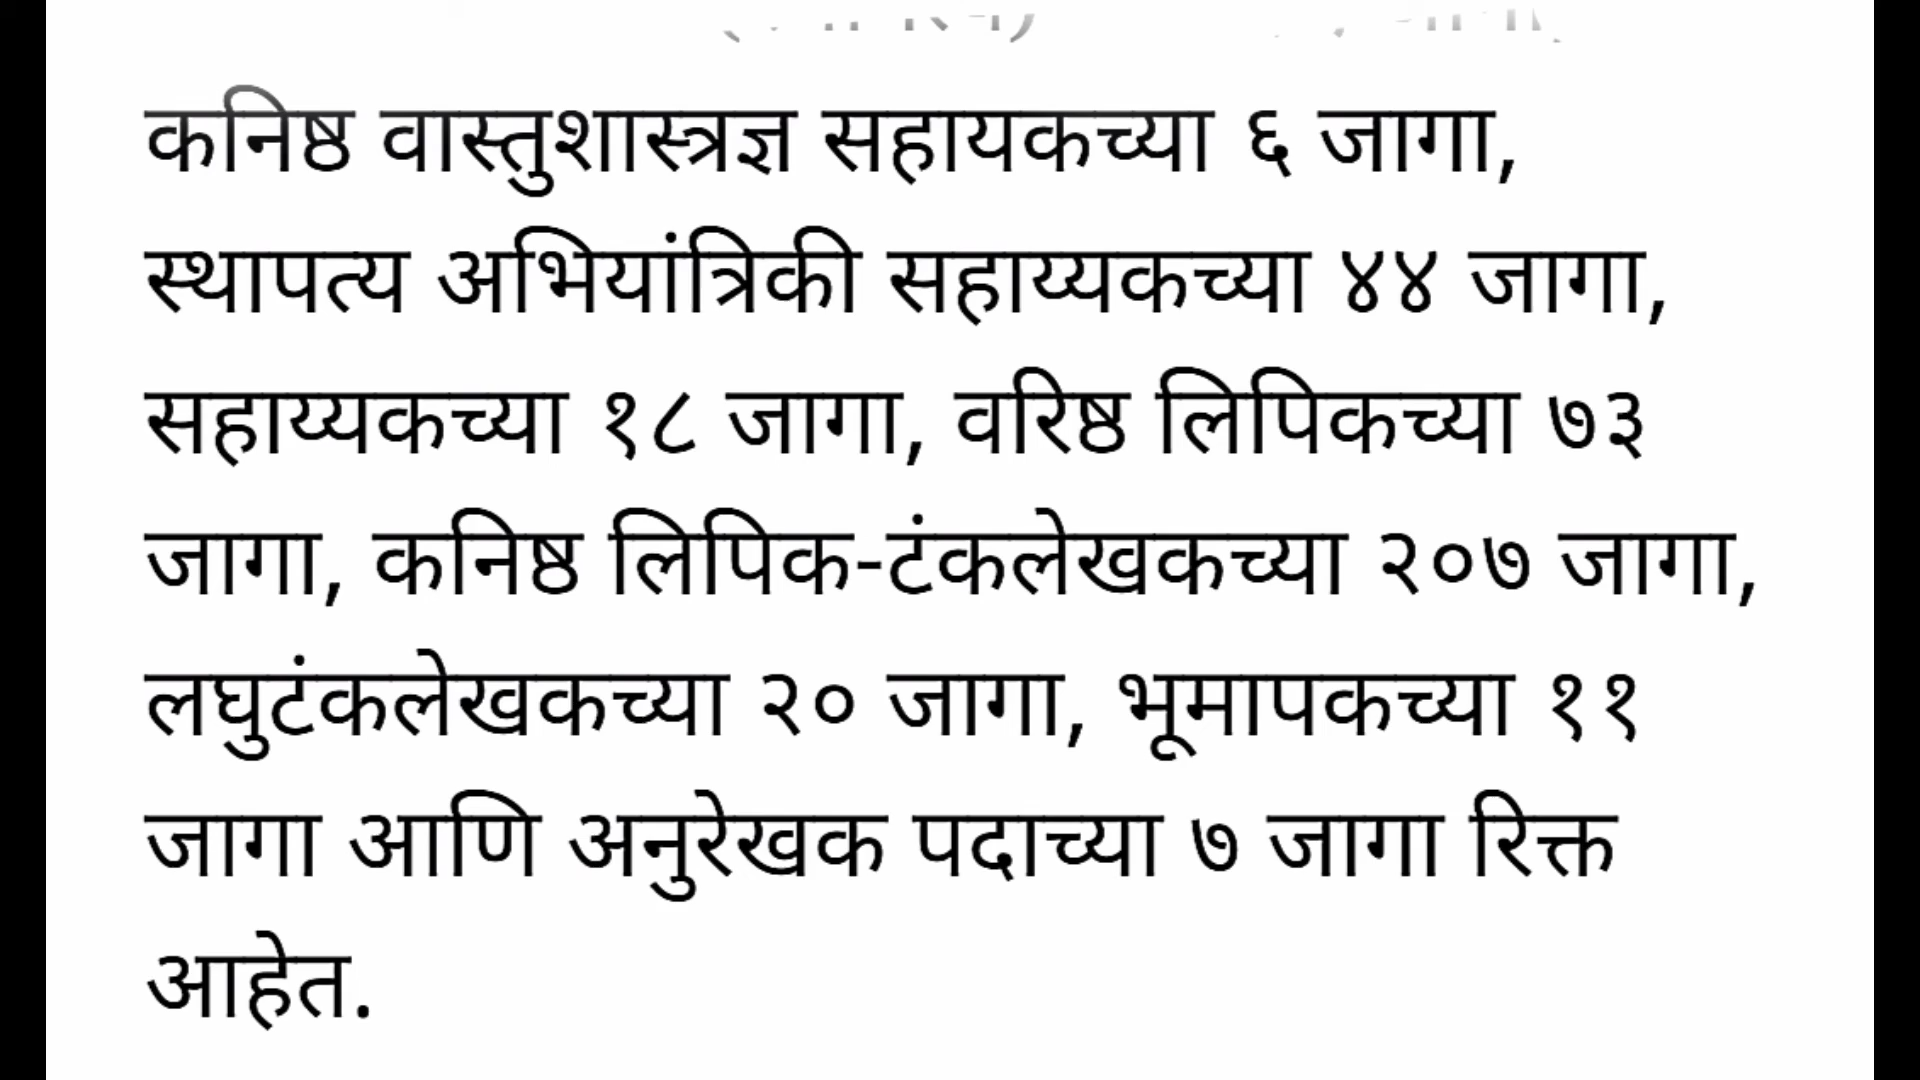 कनिष्ठ वास्तुशास्त्रज्ञ सहायकच्या ६ जागा,
स्थापत्य अभियांत्रिकी सहाय्यकच्या ४४ जागा,
सहाय्यकच्या १८ जागा, वरिष्ठ लिपिकच्या ७३
जागा, कनिष्ठ लिपिक-टंकलेखकच्या २०७ जागा,
लघुटंकलेखकच्या २० जागा, भूमापकच्या ११
जागा आणि अनुरेखक पदाच्या ७ जागा रिक्त
आहेत.